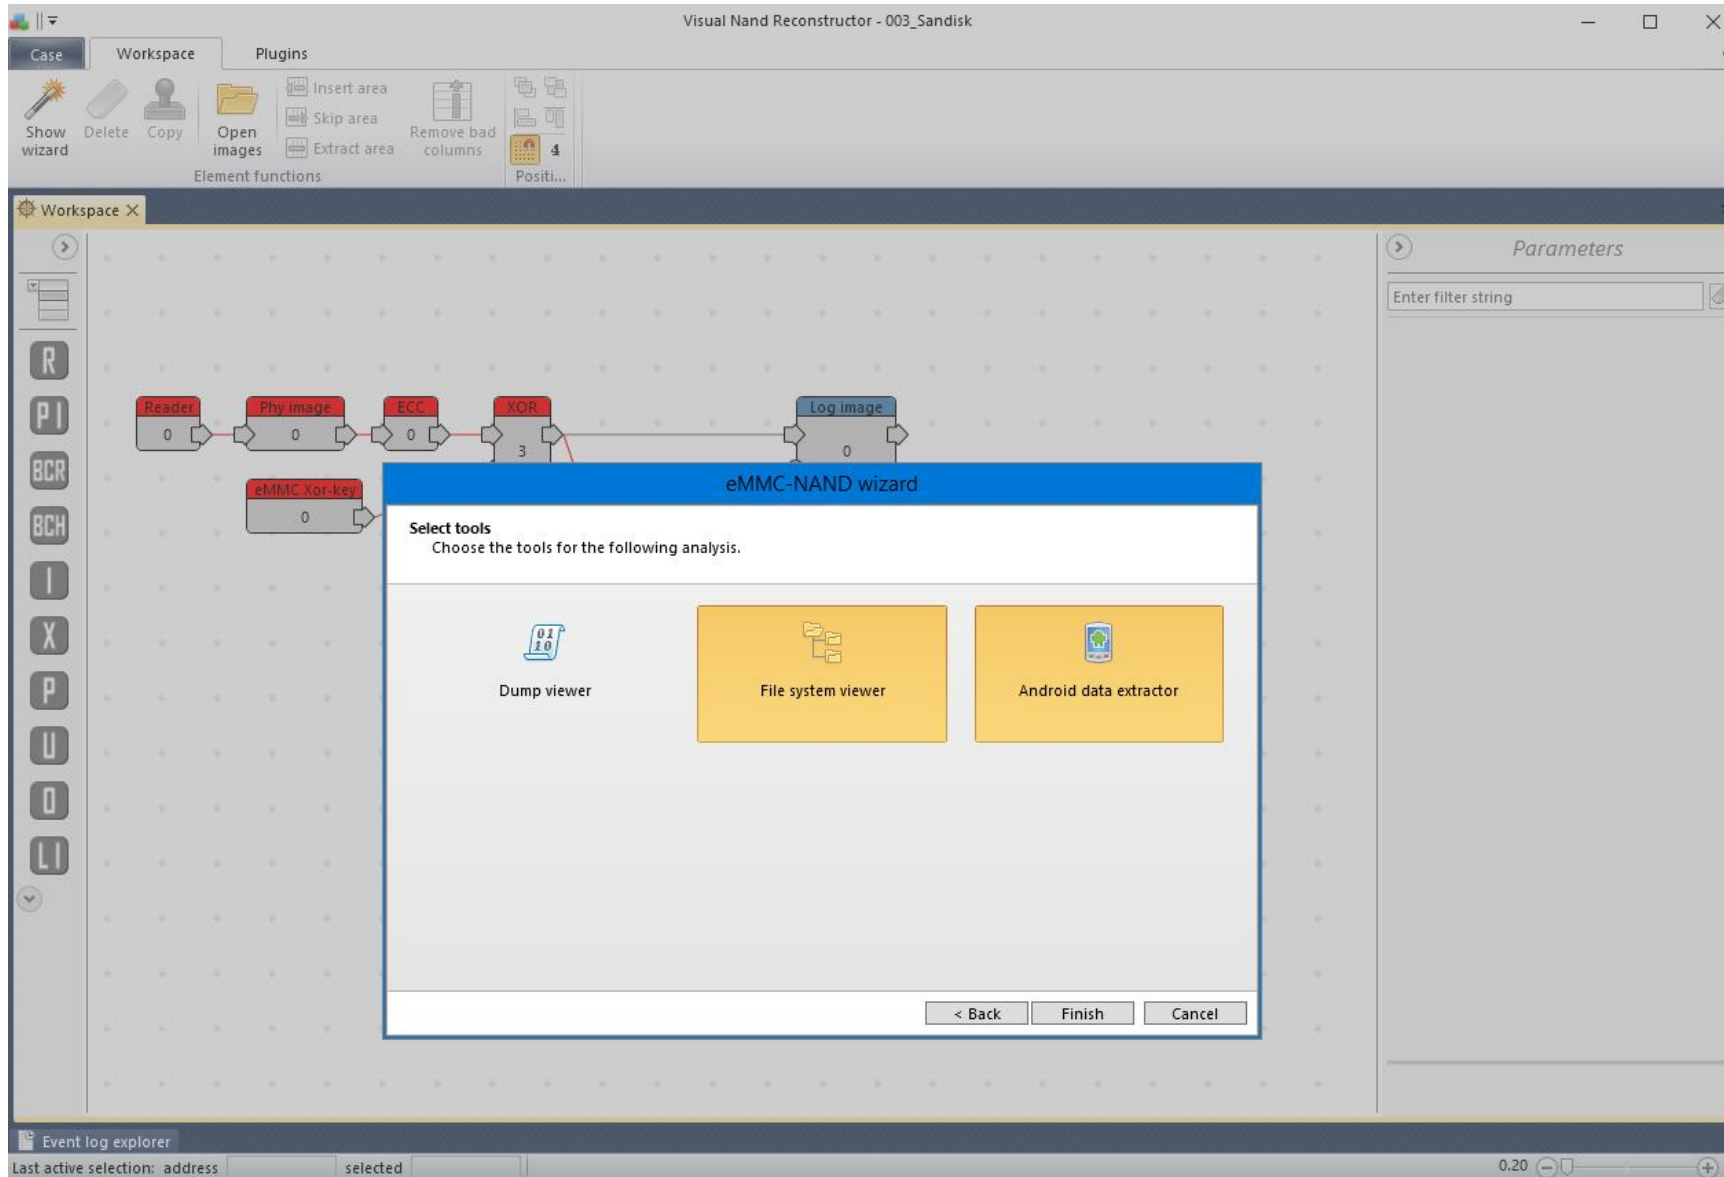 Visual Nand Reconstructor - 003_Sandisk
Case Workspace Plugins
Show wizard
Delete
Copy
Open images
Insert area
Skip area
Extract area
Remove bad columns
4
Element functions
Positi...
Workspace
Parameters
Enter filter string
R
PI
BCR
BCH
I
X
P
U
O
LI
Reader
0
Phy image
0
ECC
0
XOR
3
Log image
0
eMMC Xor-key
0
eMMC-NAND wizard
Select tools
Choose the tools for the following analysis.
01
10
Dump viewer
File system viewer
Android data extractor
< Back
Finish
Cancel
Event log explorer
Last active selection: address
selected
0.20